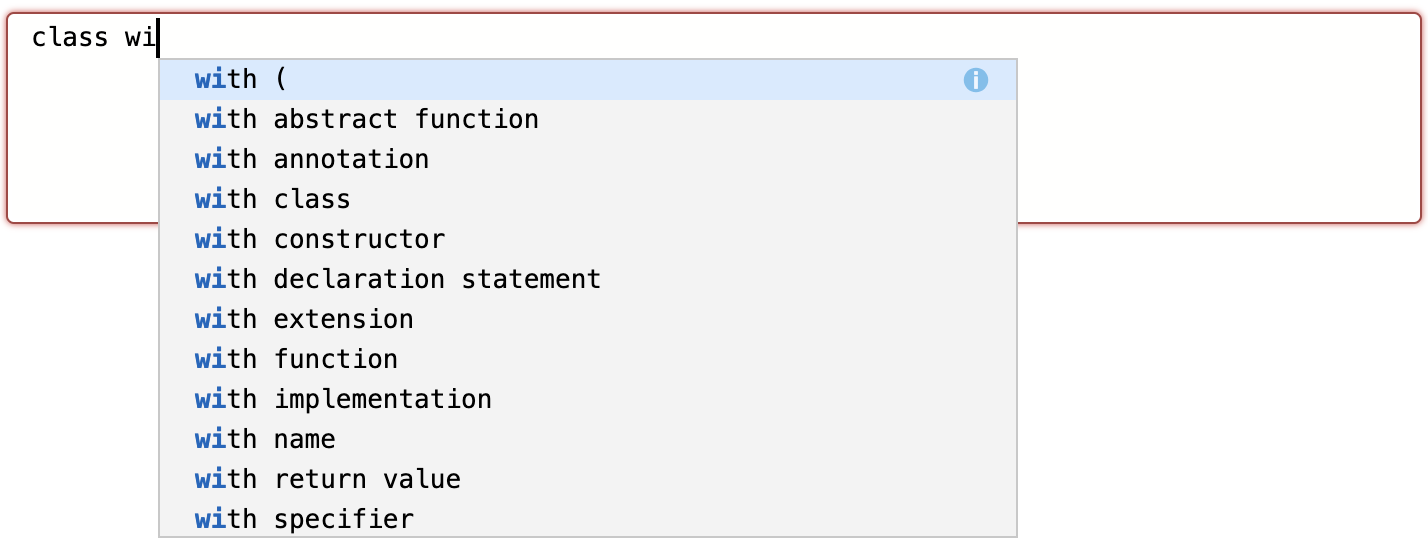 class wi
with (
with abstract function
with annotation
with class
with constructor
with declaration statement
with extension
with function
with implementation
with name
with return value
with specifier